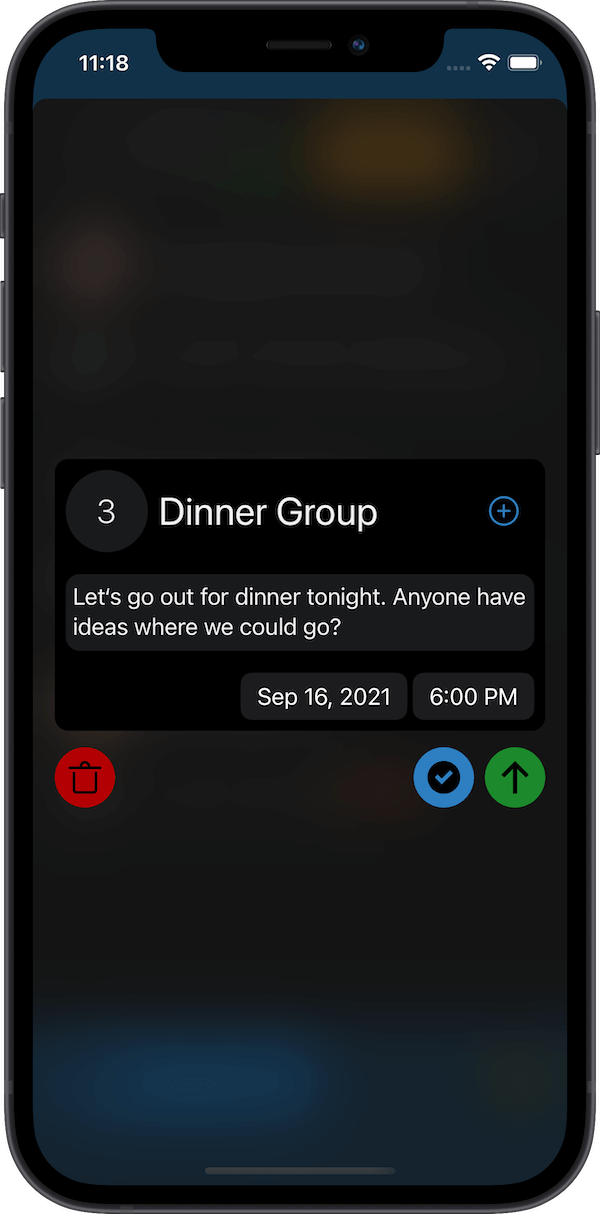 11:18
3 Dinner Group
Let‘s go out for dinner tonight. Anyone have
ideas where we could go?
Sep 16, 2021 6:00 PM